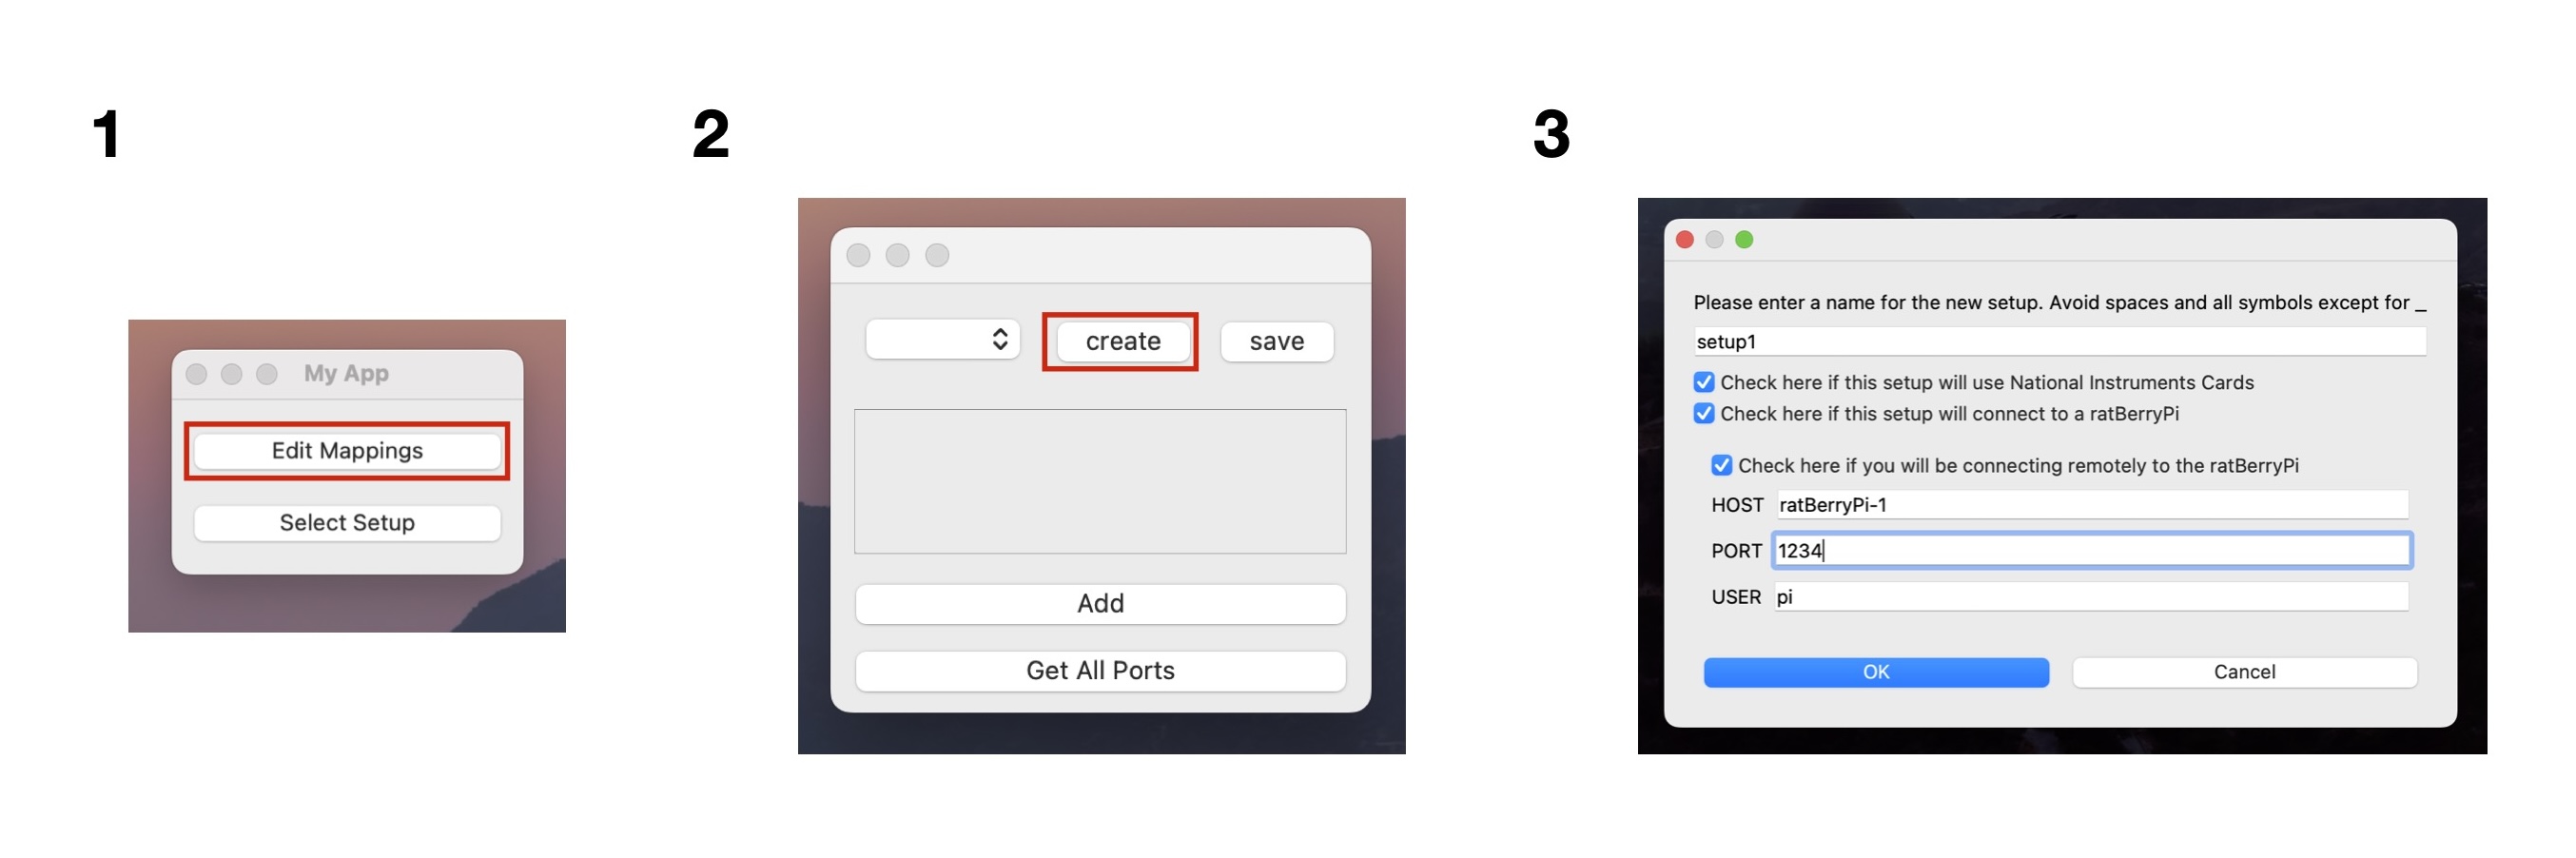 1
My App
Edit Mappings
Select Setup
2
create
save
Add
Get All Ports
3
Please enter a name for the new setup. Avoid spaces and all symbols except for _
setup1
Check here if this setup will use National Instruments Cards
Check here if this setup will connect to a ratBerryPi
Check here if you will be connecting remotely to the ratBerryPi
HOST ratBerryPi-1
PORT 1234
USER pi
OK Cancel